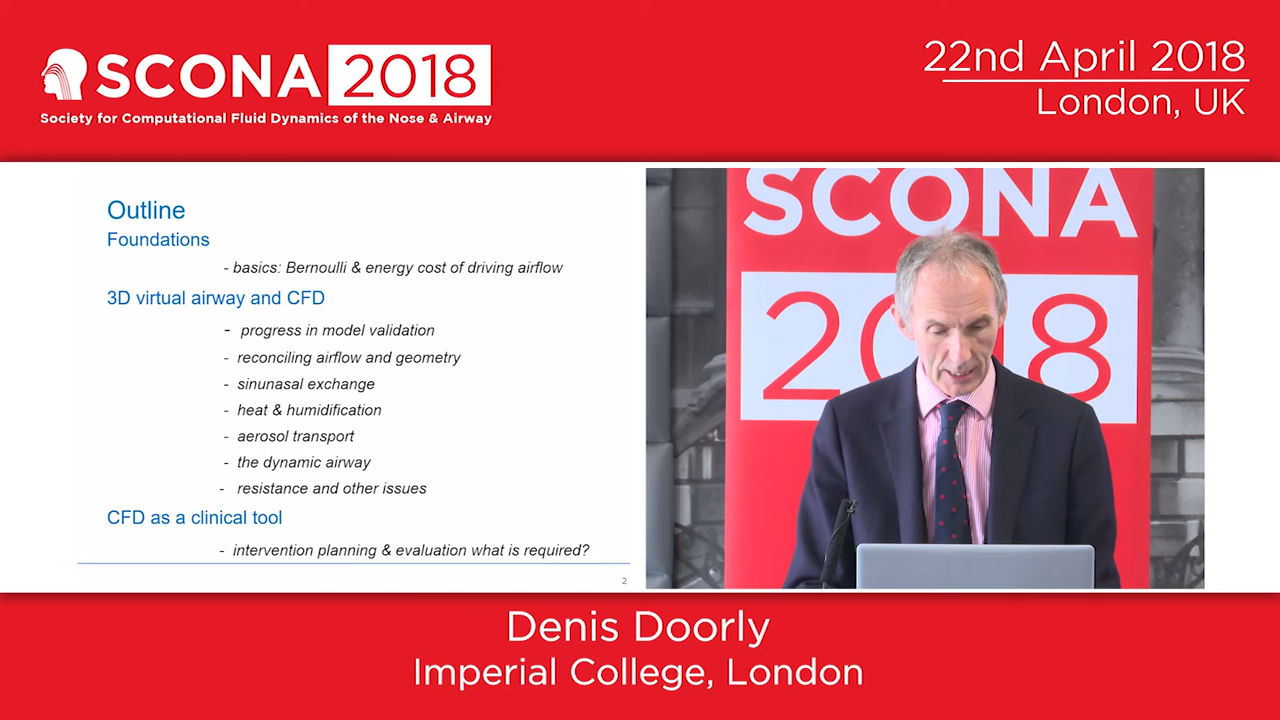 SCONA 2018
Society for Computational Fluid Dynamics of the Nose & Airway
22nd April 2018
London, UK
Outline
Foundations
- basics: Bernoulli & energy cost of driving airflow
3D virtual airway and CFD
- progress in model validation
- reconciling airflow and geometry
- sinunasal exchange
- heat & humidification
- aerosol transport
- the dynamic airway
- resistance and other issues
CFD as a clinical tool
- intervention planning & evaluation what is required?
2
SCONA
2018
Denis Doorly
Imperial College, London